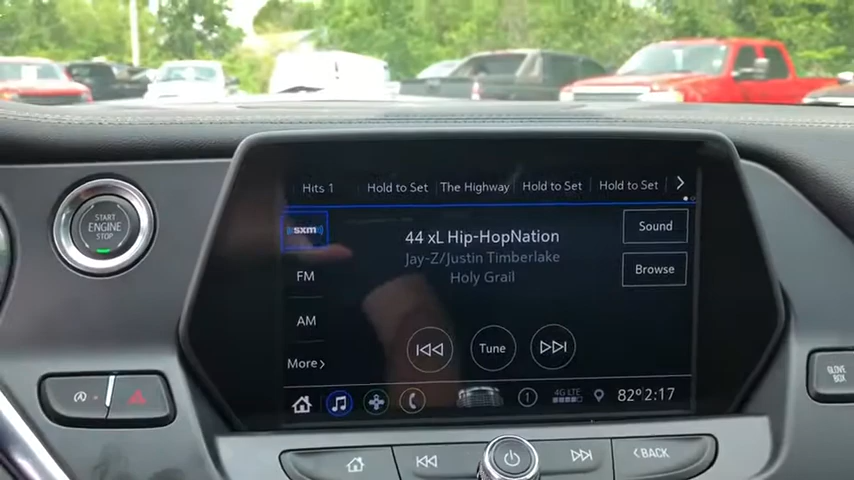 Hits 1 Hold to Set The Highway Hold to Set Hold to Set
START
ENGINE
STOP
sxm
44 xL Hip-HopNation
Sound
Jay-Z/Justin Timberlake
Holy Grail
FM
Browse
AM
Tune
More
4G LTE
1 82° 2:17
GLOVE
BOX
BACK